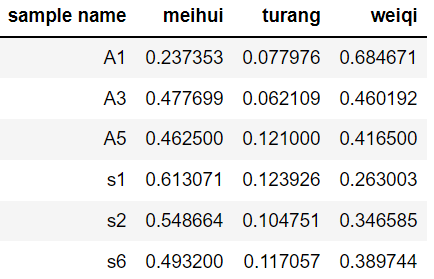 sample name meihui turang weiqi
A1 0.237353 0.077976 0.684671
A3 0.477699 0.062109 0.460192
A5 0.462500 0.121000 0.416500
s1 0.613071 0.123926 0.263003
s2 0.548664 0.104751 0.346585
s6 0.493200 0.117057 0.389744